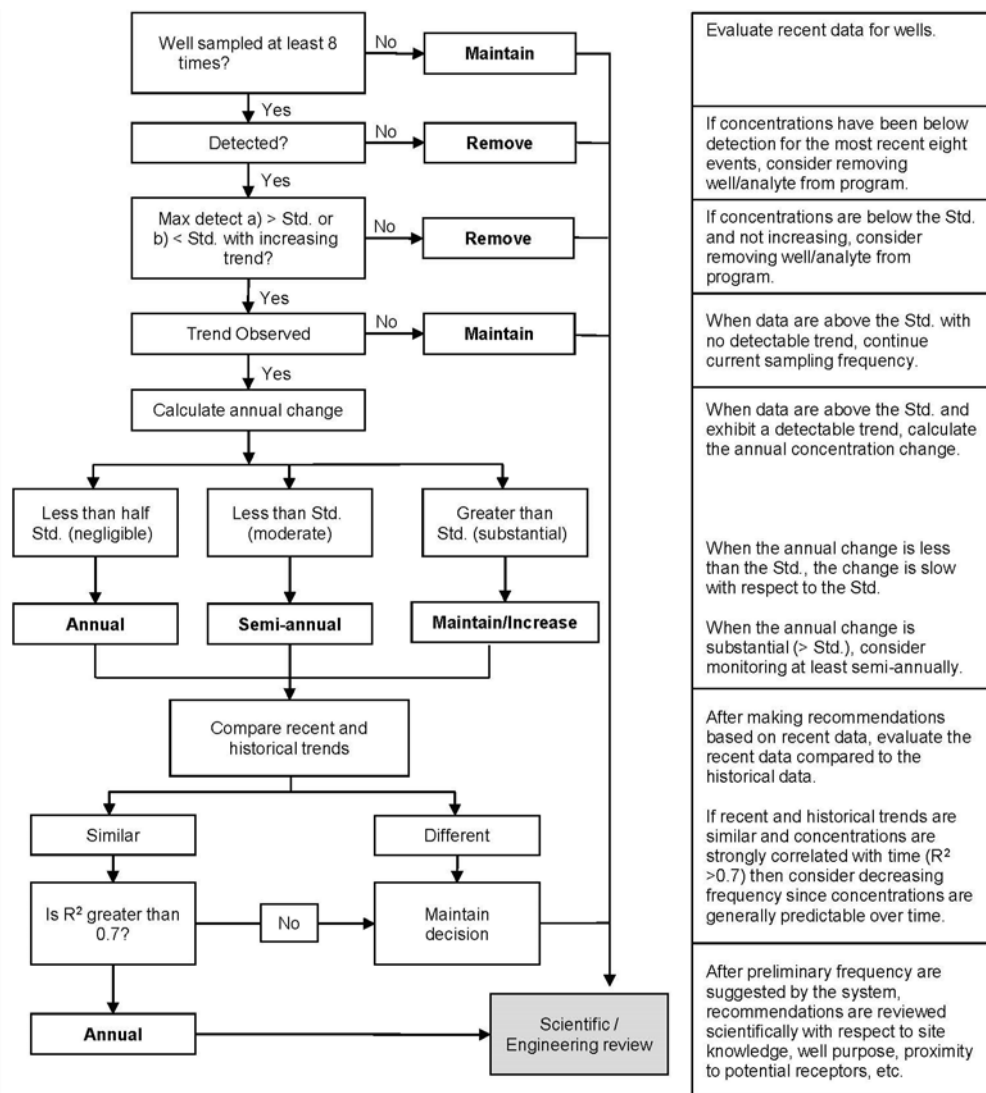 Well sampled at least 8
times?
No
Maintain
Yes
Detected?
No
Remove
Yes
Max detect a) > Std. or
b) < Std. with increasing
trend?
No
Remove
Yes
Trend Observed
No
Maintain
Yes
Calculate annual change
Less than half
Std. (negligible)
Less than Std.
(moderate)
Greater than
Std. (substantial)
Annual
Semi-annual
Maintain/Increase
Compare recent and
historical trends
Similar
Different
Is R² greater than
0.7?
No
Maintain
decision
Annual
Scientific /
Engineering review
Evaluate recent data for wells.
If concentrations have been below
detection for the most recent eight
events, consider removing
well/analyte from program.
If concentrations are below the Std.
and not increasing, consider
removing well/analyte from
program.
When data are above the Std. with
no detectable trend, continue
current sampling frequency.
When data are above the Std. and
exhibit a detectable trend, calculate
the annual concentration change.
When the annual change is less
than the Std., the change is slow
with respect to the Std.
When the annual change is
substantial (> Std.), consider
monitoring at least semi-annually.
After making recommendations
based on recent data, evaluate the
recent data compared to the
historical data.
If recent and historical trends are
similar and concentrations are
strongly correlated with time (R²
>0.7) then consider decreasing
frequency since concentrations are
generally predictable over time.
After preliminary frequency are
suggested by the system,
recommendations are reviewed
scientifically with respect to site
knowledge, well purpose, proximity
to potential receptors, etc.